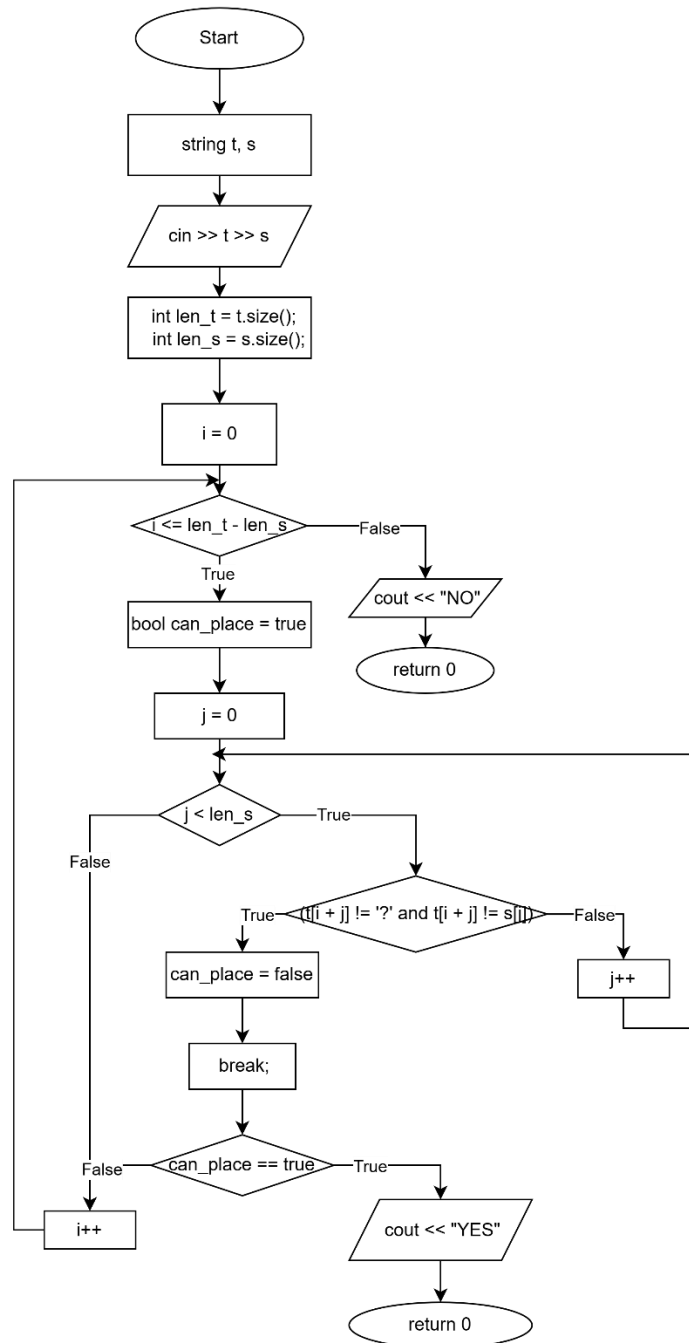 Start
string t, s
cin >> t >> s
int len_t = t.size();
int len_s = s.size();
i = 0
i <= len_t - len_s
False
True
cout << "NO"
bool can_place = true
return 0
j = 0
j < len_s
True
False
(t[i + j] != '?' and t[i + j] != s[j])
True
False
can_place = false
j++
break;
can_place == true
False
True
i++
cout << "YES"
return 0